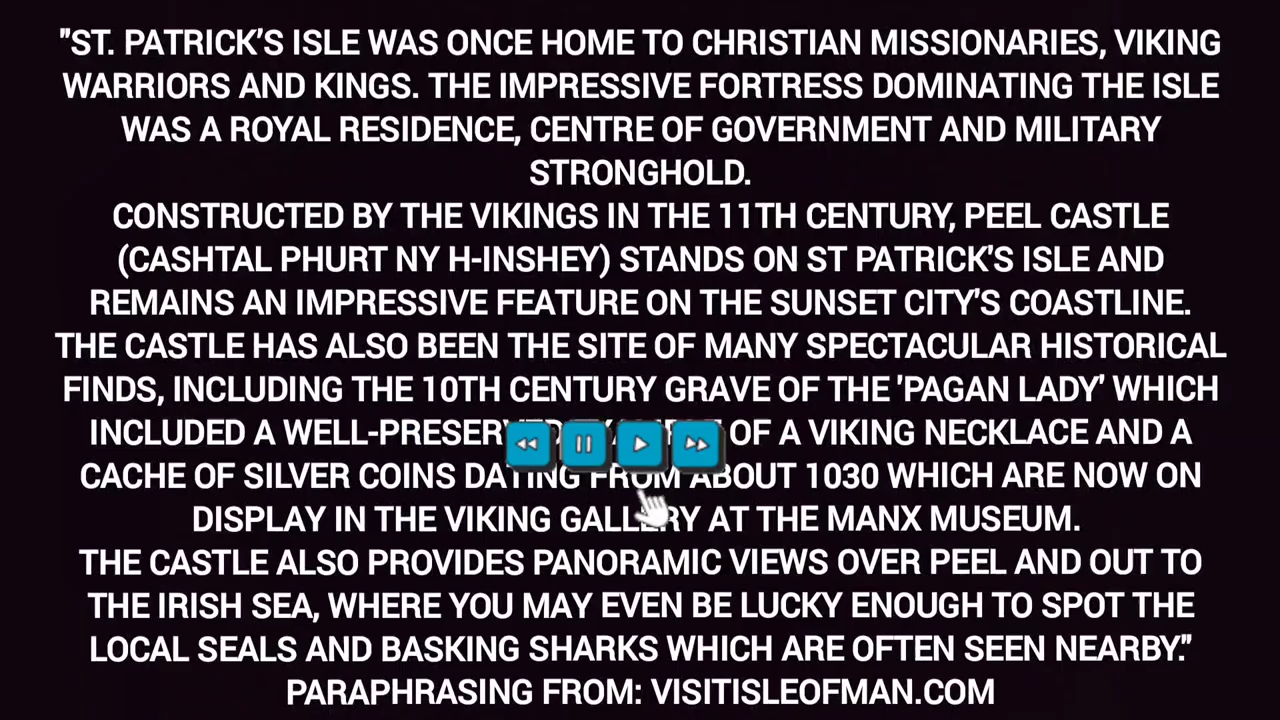 "ST. PATRICK'S ISLE WAS ONCE HOME TO CHRISTIAN MISSIONARIES, VIKING
WARRIORS AND KINGS. THE IMPRESSIVE FORTRESS DOMINATING THE ISLE
WAS A ROYAL RESIDENCE, CENTRE OF GOVERNMENT AND MILITARY
STRONGHOLD.
CONSTRUCTED BY THE VIKINGS IN THE 11TH CENTURY, PEEL CASTLE
(CASHTAL PHURT NY H-INSHEY) STANDS ON ST PATRICK'S ISLE AND
REMAINS AN IMPRESSIVE FEATURE ON THE SUNSET CITY'S COASTLINE.
THE CASTLE HAS ALSO BEEN THE SITE OF MANY SPECTACULAR HISTORICAL
FINDS, INCLUDING THE 10TH CENTURY GRAVE OF THE 'PAGAN LADY' WHICH
INCLUDED A WELL-PRESERVED OF A VIKING NECKLACE AND A
CACHE OF SILVER COINS DATING FROM ABOUT 1030 WHICH ARE NOW ON
DISPLAY IN THE VIKING GALLERY AT THE MANX MUSEUM.
THE CASTLE ALSO PROVIDES PANORAMIC VIEWS OVER PEEL AND OUT TO
THE IRISH SEA, WHERE YOU MAY EVEN BE LUCKY ENOUGH TO SPOT THE
LOCAL SEALS AND BASKING SHARKS WHICH ARE OFTEN SEEN NEARBY."
PARAPHRASING FROM: VISITISLEOFMAN.COM